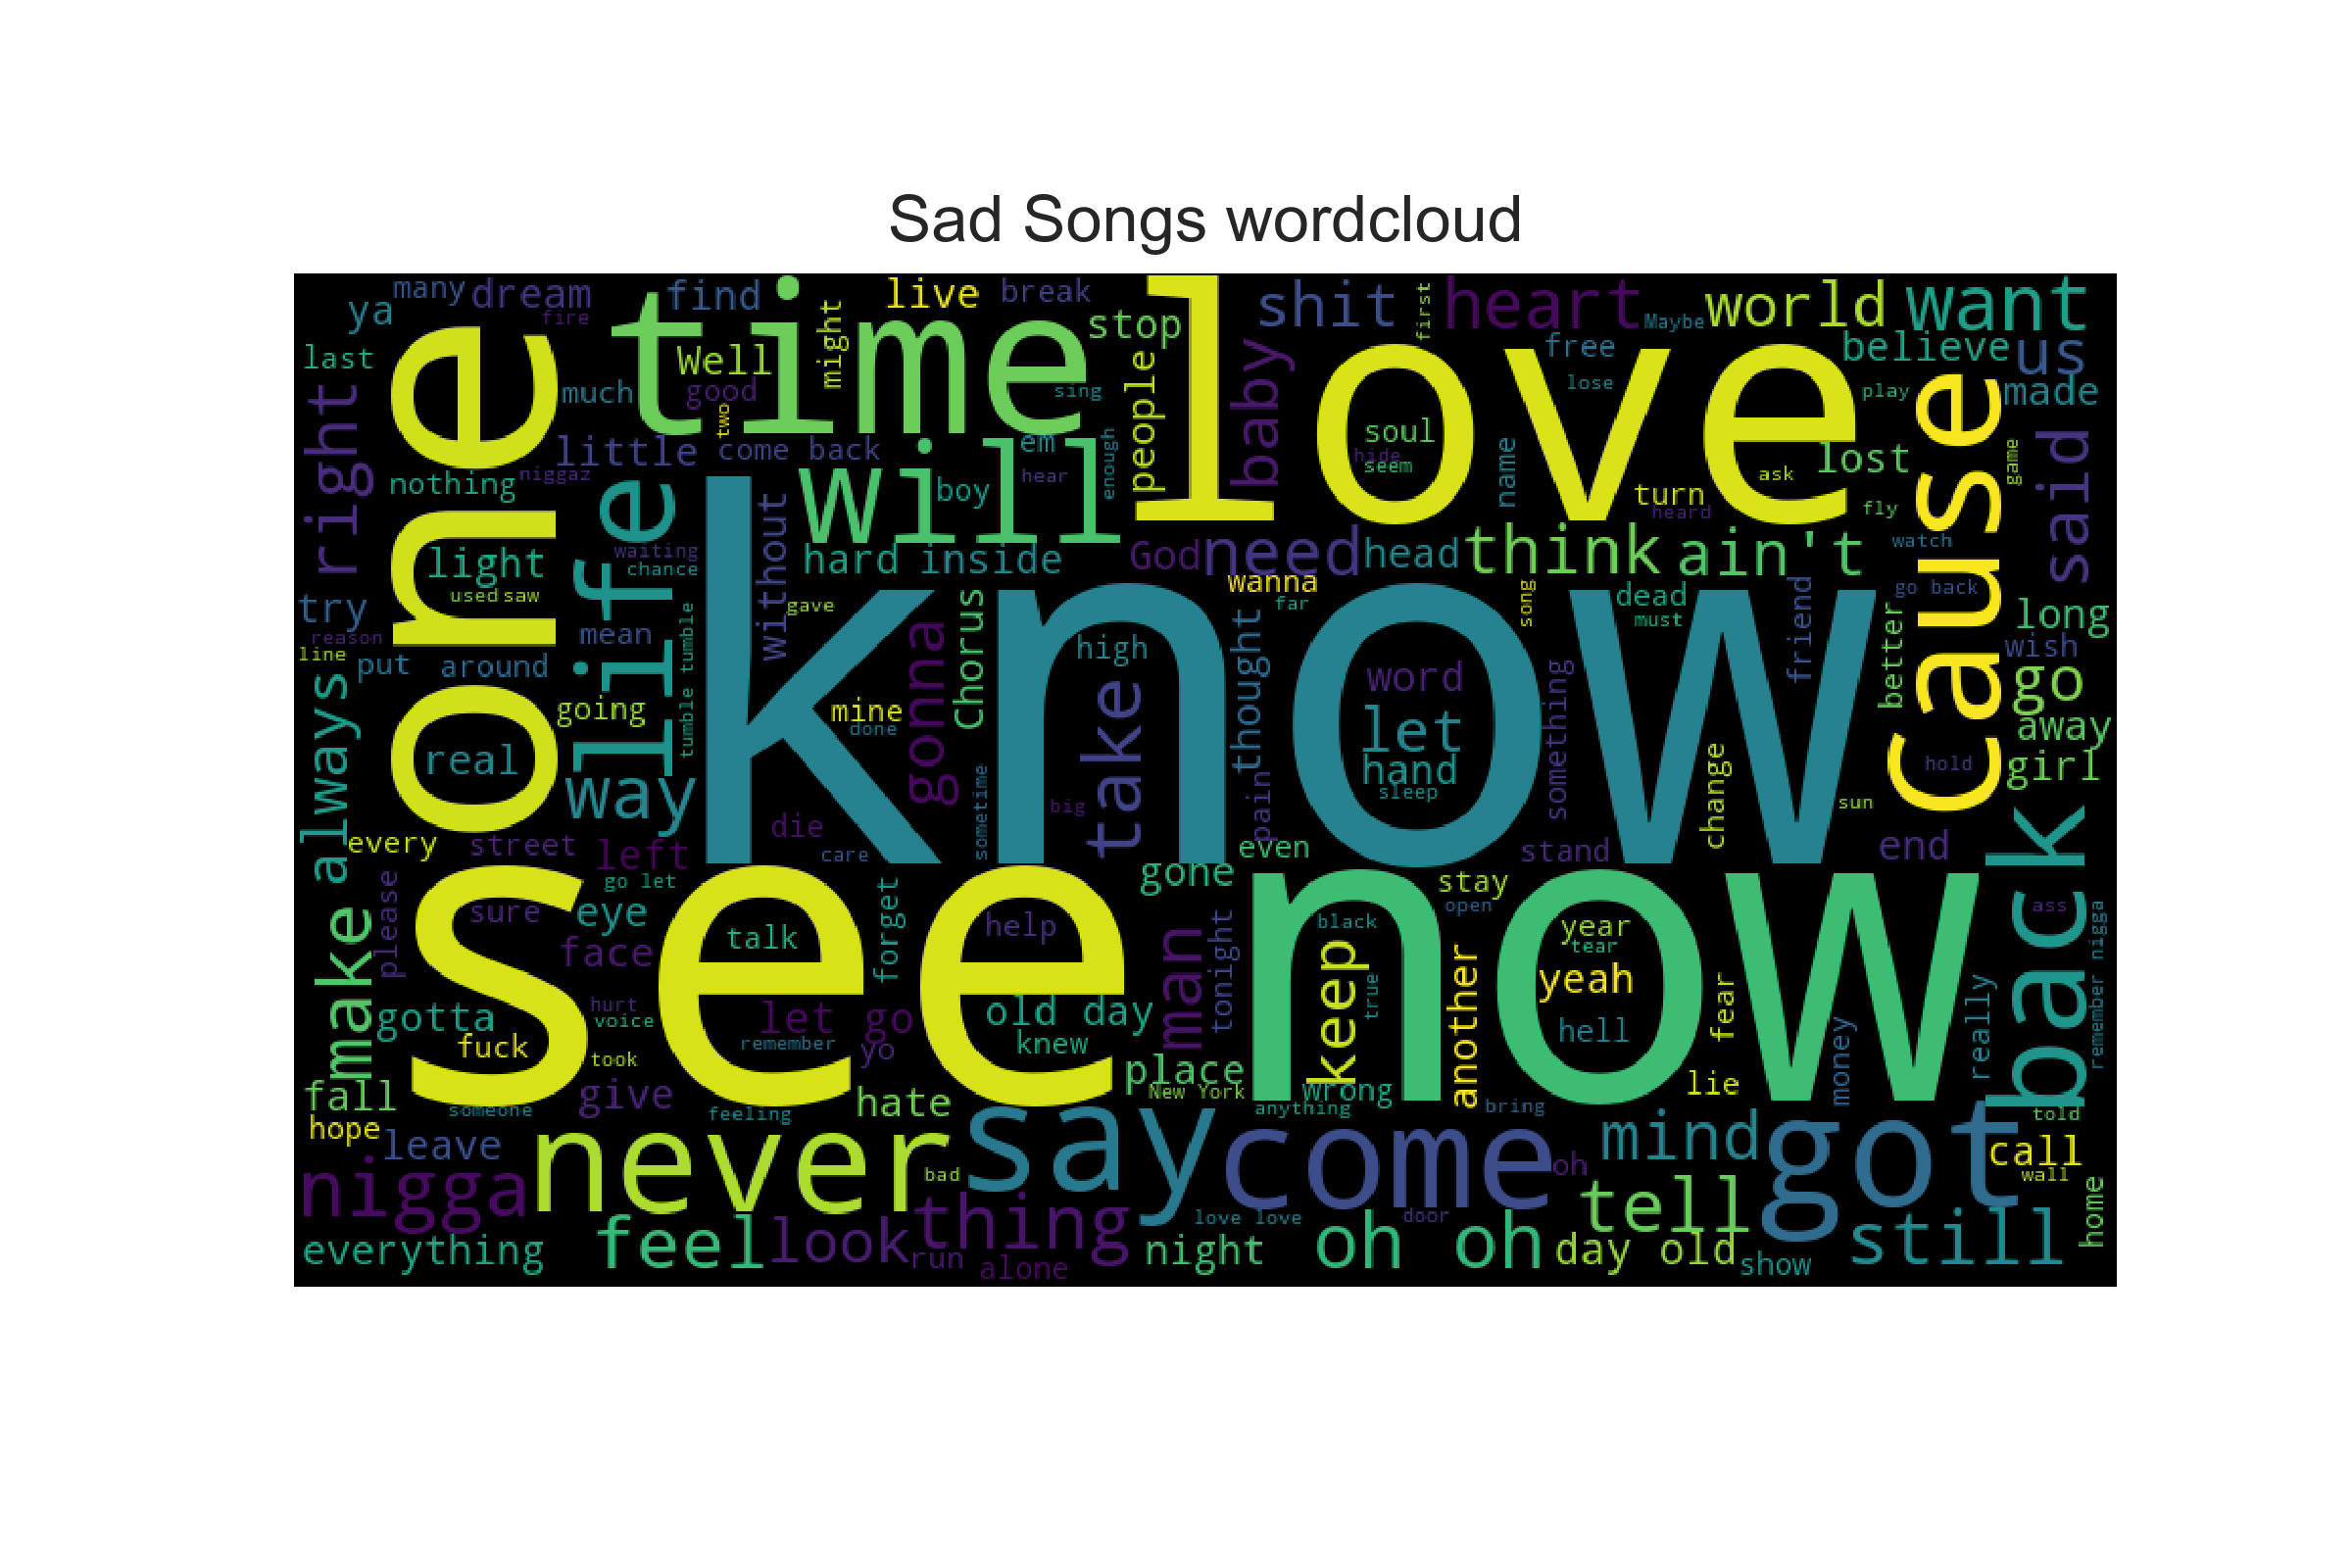 Sad Songs wordcloud
ya
many
dream
fire
find
live
break
stop
might
love
shit
first
heart
Maybe
world
want
last
one
time
Well
good
much
two
sing
people
baby
free
lose
believe
us
play
made
right
nothing
little
niggaz
come back
will
em
hear
boy
enough
soul
hide
seem
name
ask
turn
heard
lost
fly
cause
game
said
light
life
waiting
chance
without
hard
inside
God
need
head
think
ain't
watch
try
used
saw
gave
wanna
far
song
dead
must
friend
go back
long
reason
line
put
around
mean
tumble tumble
know
gonna
Chorus
high
thought
word
something
better
wish
go
always
going
real
way
mine
done
take
let
hand
sleep
change
away
hold
girl
sun
every
street
left
die
care
sometime
big
pain
even
stand
end
back
make
please
sure
go let
eye
face
see
talk
forget
help
gone
now
stay
open
black
year
tear
ass
remember nigga
gotta
fuck
hurt
voice
took
let go
remember
yo
old day
knew
man
tonight
keep
true
another
yeah
hell
fear
money
really
fall
someone
give
feeling
hate
place
New York
wrong
anything
bring
lie
told
hope
leave
never
bad
say
come
oh
mind
got
call
wall
nigga
thing
love love
door
tell
still
home
everything
feel
look
run
alone
night
oh oh
day old
show